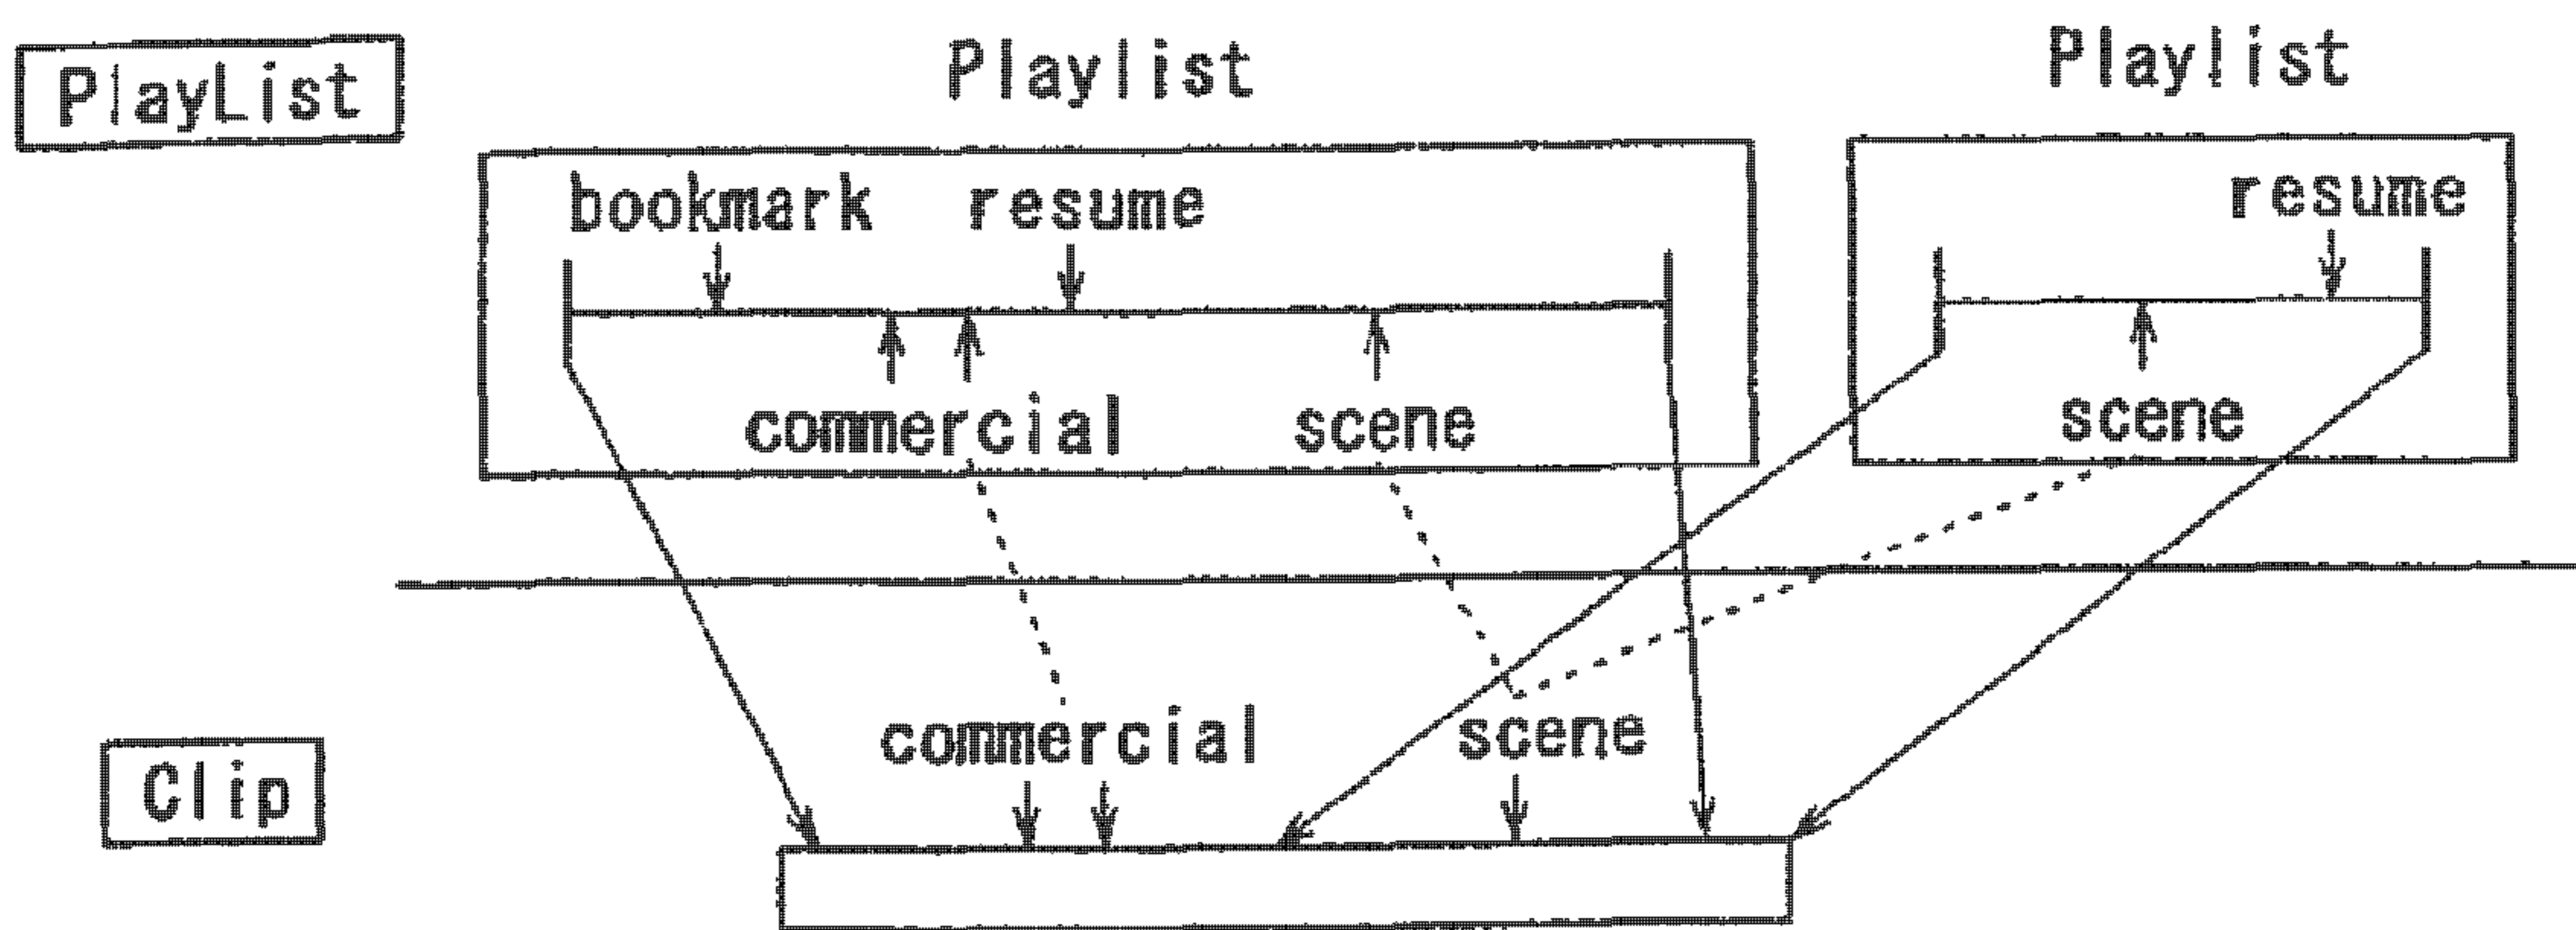 PlayList
Playlist
Playlist
bookmark resume
resume
commercial scene
scene
commercial scene
Clip